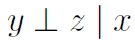 y ⊥ z | x